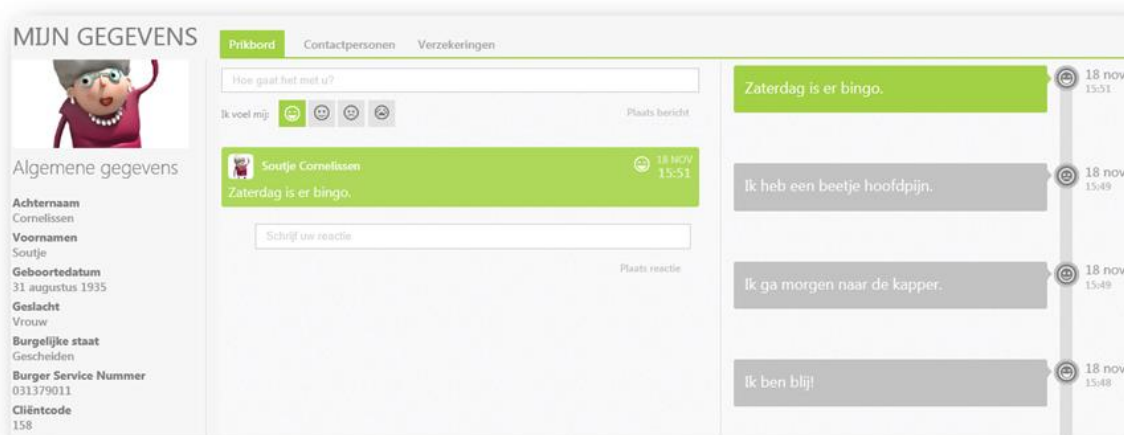 MIJN GEGEVENS
Algemene gegevens
Achternaam
Cornelissen
Voornamen
Soutje
Geboortedatum
31 augustus 1935
Geslacht
Vrouw
Burgelijke staat
Gescheiden
Burger Service Nummer
031379011
Cliëntcode
158
Prikbord Contactpersonen Verzekeringen
Hoe gaat het met u?
Ik voel mij:
Plaats bericht
Soutje Cornelissen
18 NOV
15:51
Zaterdag is er bingo.
Schrijf uw reactie
Plaats reactie
Zaterdag is er bingo.
18 nov
15:51
Ik heb een beetje hoofdpijn.
18 nov
15:49
Ik ga morgen naar de kapper.
18 nov
15:49
Ik ben blij!
18 nov
15:48